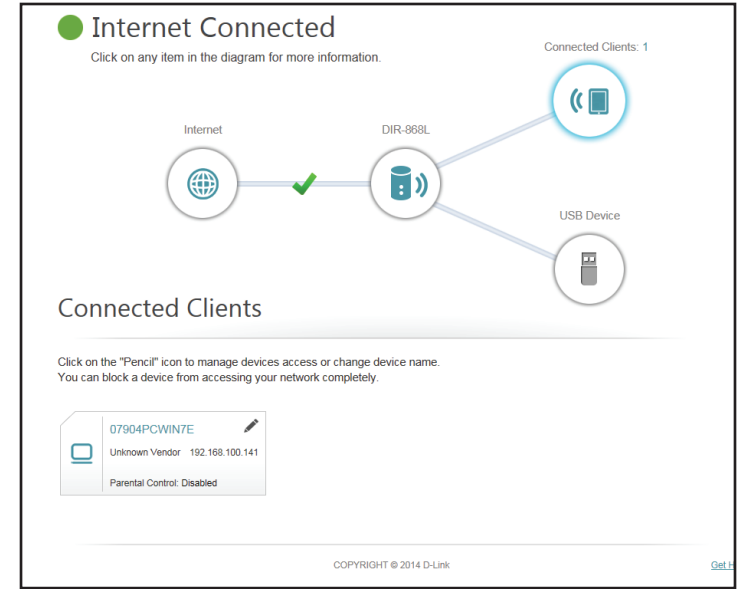 Internet Connected
Click on any item in the diagram for more information.
Connected Clients: 1
Internet
DIR-868L
USB Device
Connected Clients
Click on the "Pencil" icon to manage devices access or change device name.
You can block a device from accessing your network completely.
07904PCWIN7E
Unknown Vendor 192.168.100.141
Parental Control: Disabled
COPYRIGHT © 2014 D-Link
Get H